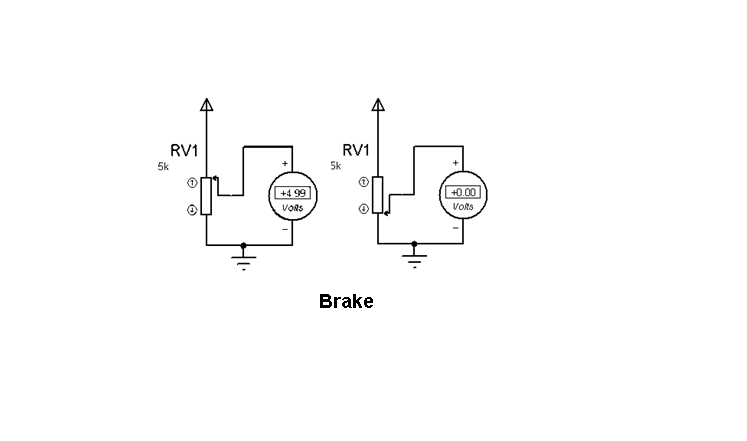 RV1
5k
+
+4.99
Volts
−
RV1
5k
+
+0.00
Volts
−
Brake